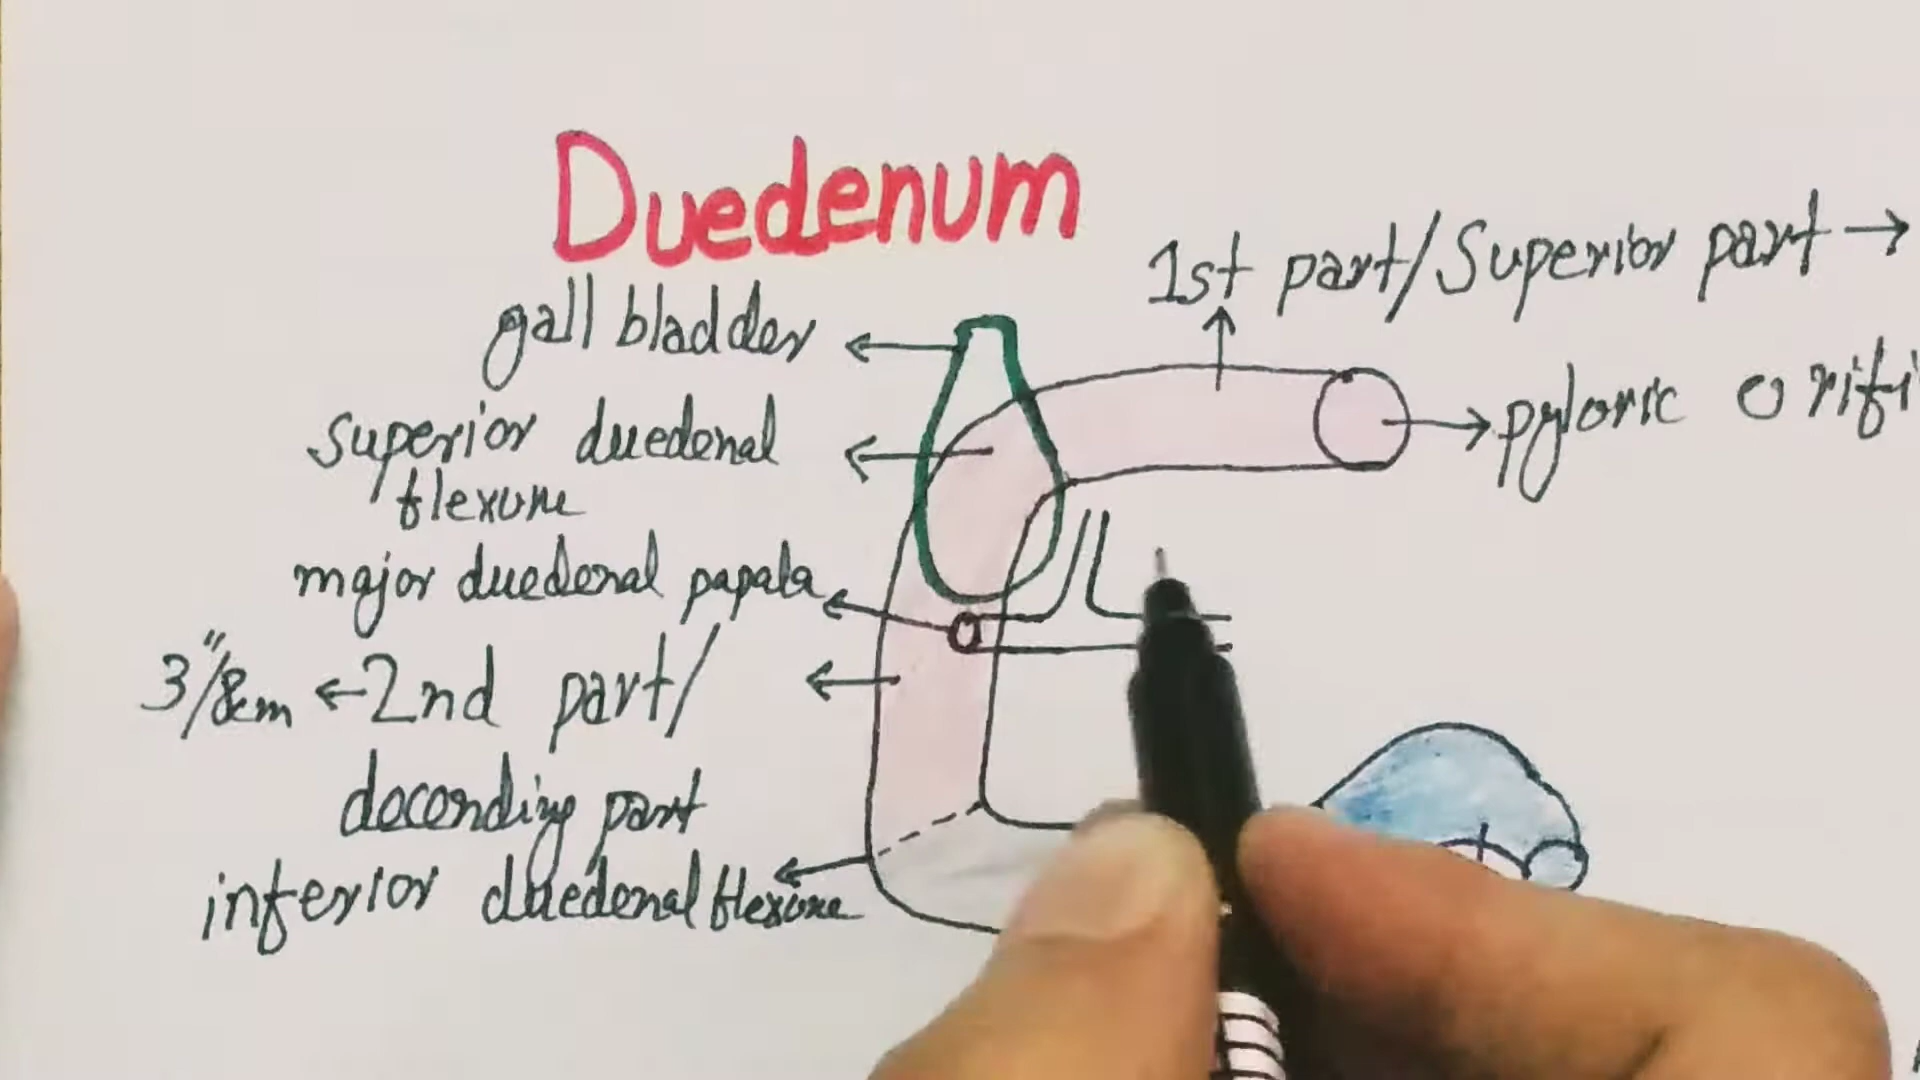 Duedenum
1st part/Superior part →
gall bladder
pyloric orifi
superior duedenal
flexure
major duedenal papala
3"/8cm ← 2nd part/
decending part
inferior duedenal flexure